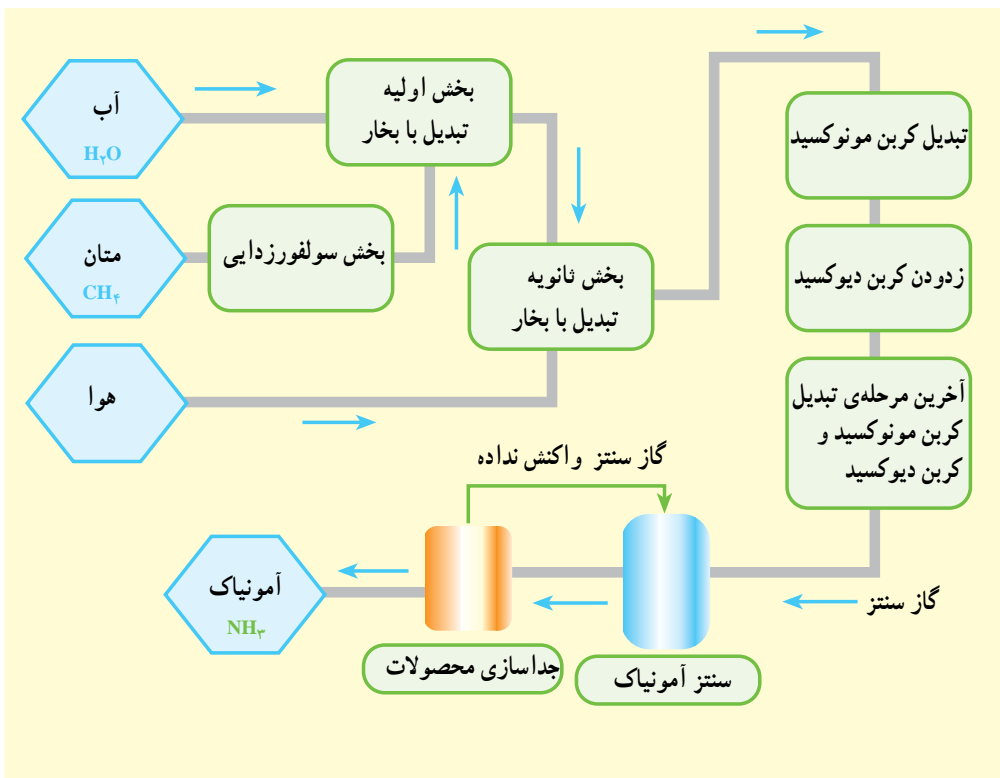 آب
H₂O
بخش اولیه
تبدیل با بخار
متان
CH₄
بخش سولفورزدایی
هوا
بخش ثانویه
تبدیل با بخار
تبدیل کربن مونوکسید
زدودن کربن دیوکسید
آخرین مرحله‌ی تبدیل
کربن مونوکسید و
کربن دیوکسید
گاز سنتز
گاز سنتز واکنش نداده
سنتز آمونیاک
جداسازی محصولات
آمونیاک
NH₃